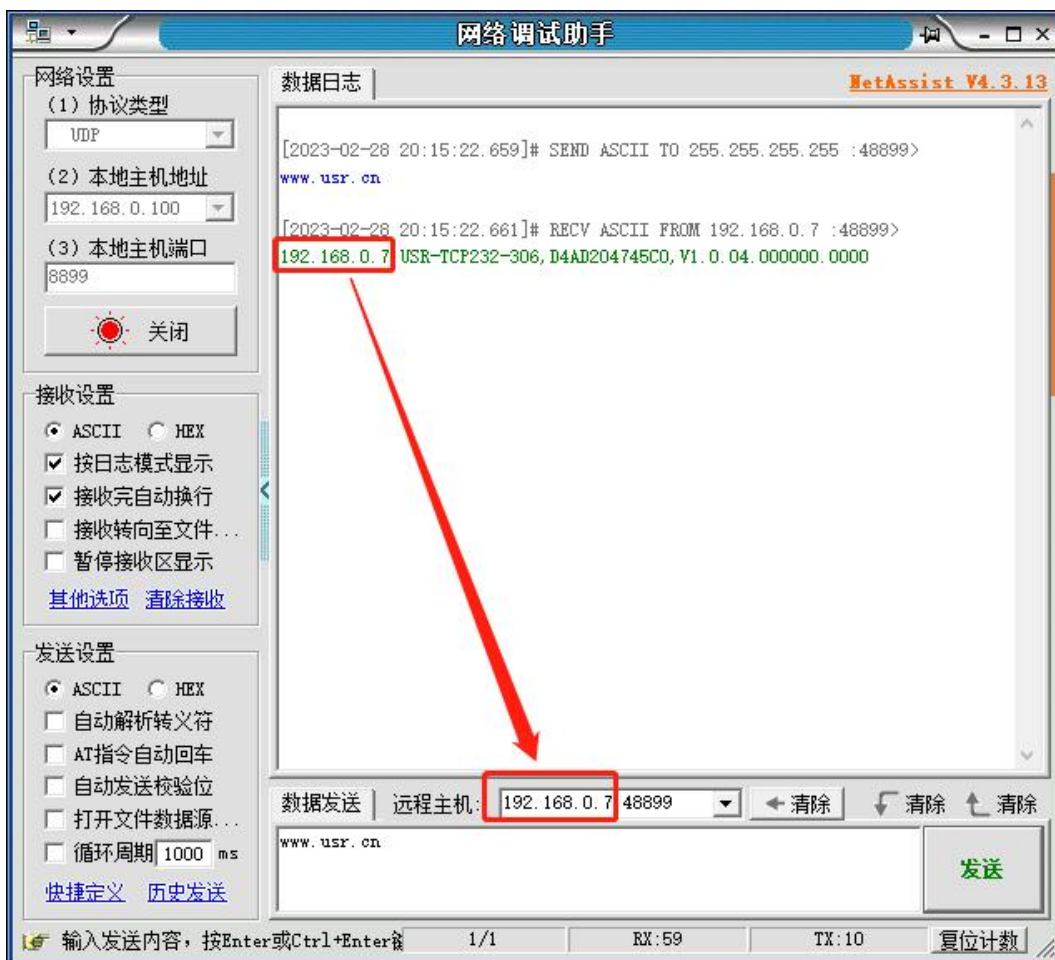 网络调试助手
网络设置
(1) 协议类型
UDP
(2) 本地主机地址
192.168.0.100
(3) 本地主机端口
8899
关闭
接收设置
ASCII HEX
按日志模式显示
接收完自动换行
接收转向至文件...
暂停接收区显示
其他选项 清除接收
发送设置
ASCII HEX
自动解析转义符
AT指令自动回车
自动发送校验位
打开文件数据源...
循环周期 1000 ms
快捷定义 历史发送
数据日志 NetAssist V4.3.13
[2023-02-28 20:15:22.659]# SEND ASCII TO 255.255.255.255 :48899>
www.usr.cn
[2023-02-28 20:15:22.661]# RECV ASCII FROM 192.168.0.7 :48899>
192.168.0.7 USR-TCP232-306,D4AD204745C0,V1.0.04.000000.0000
数据发送 远程主机: 192.168.0.7 48899 清除 清除 清除
www.usr.cn
发送
输入发送内容，按Enter或Ctrl+Enter 1/1 RX:59 TX:10 复位计数